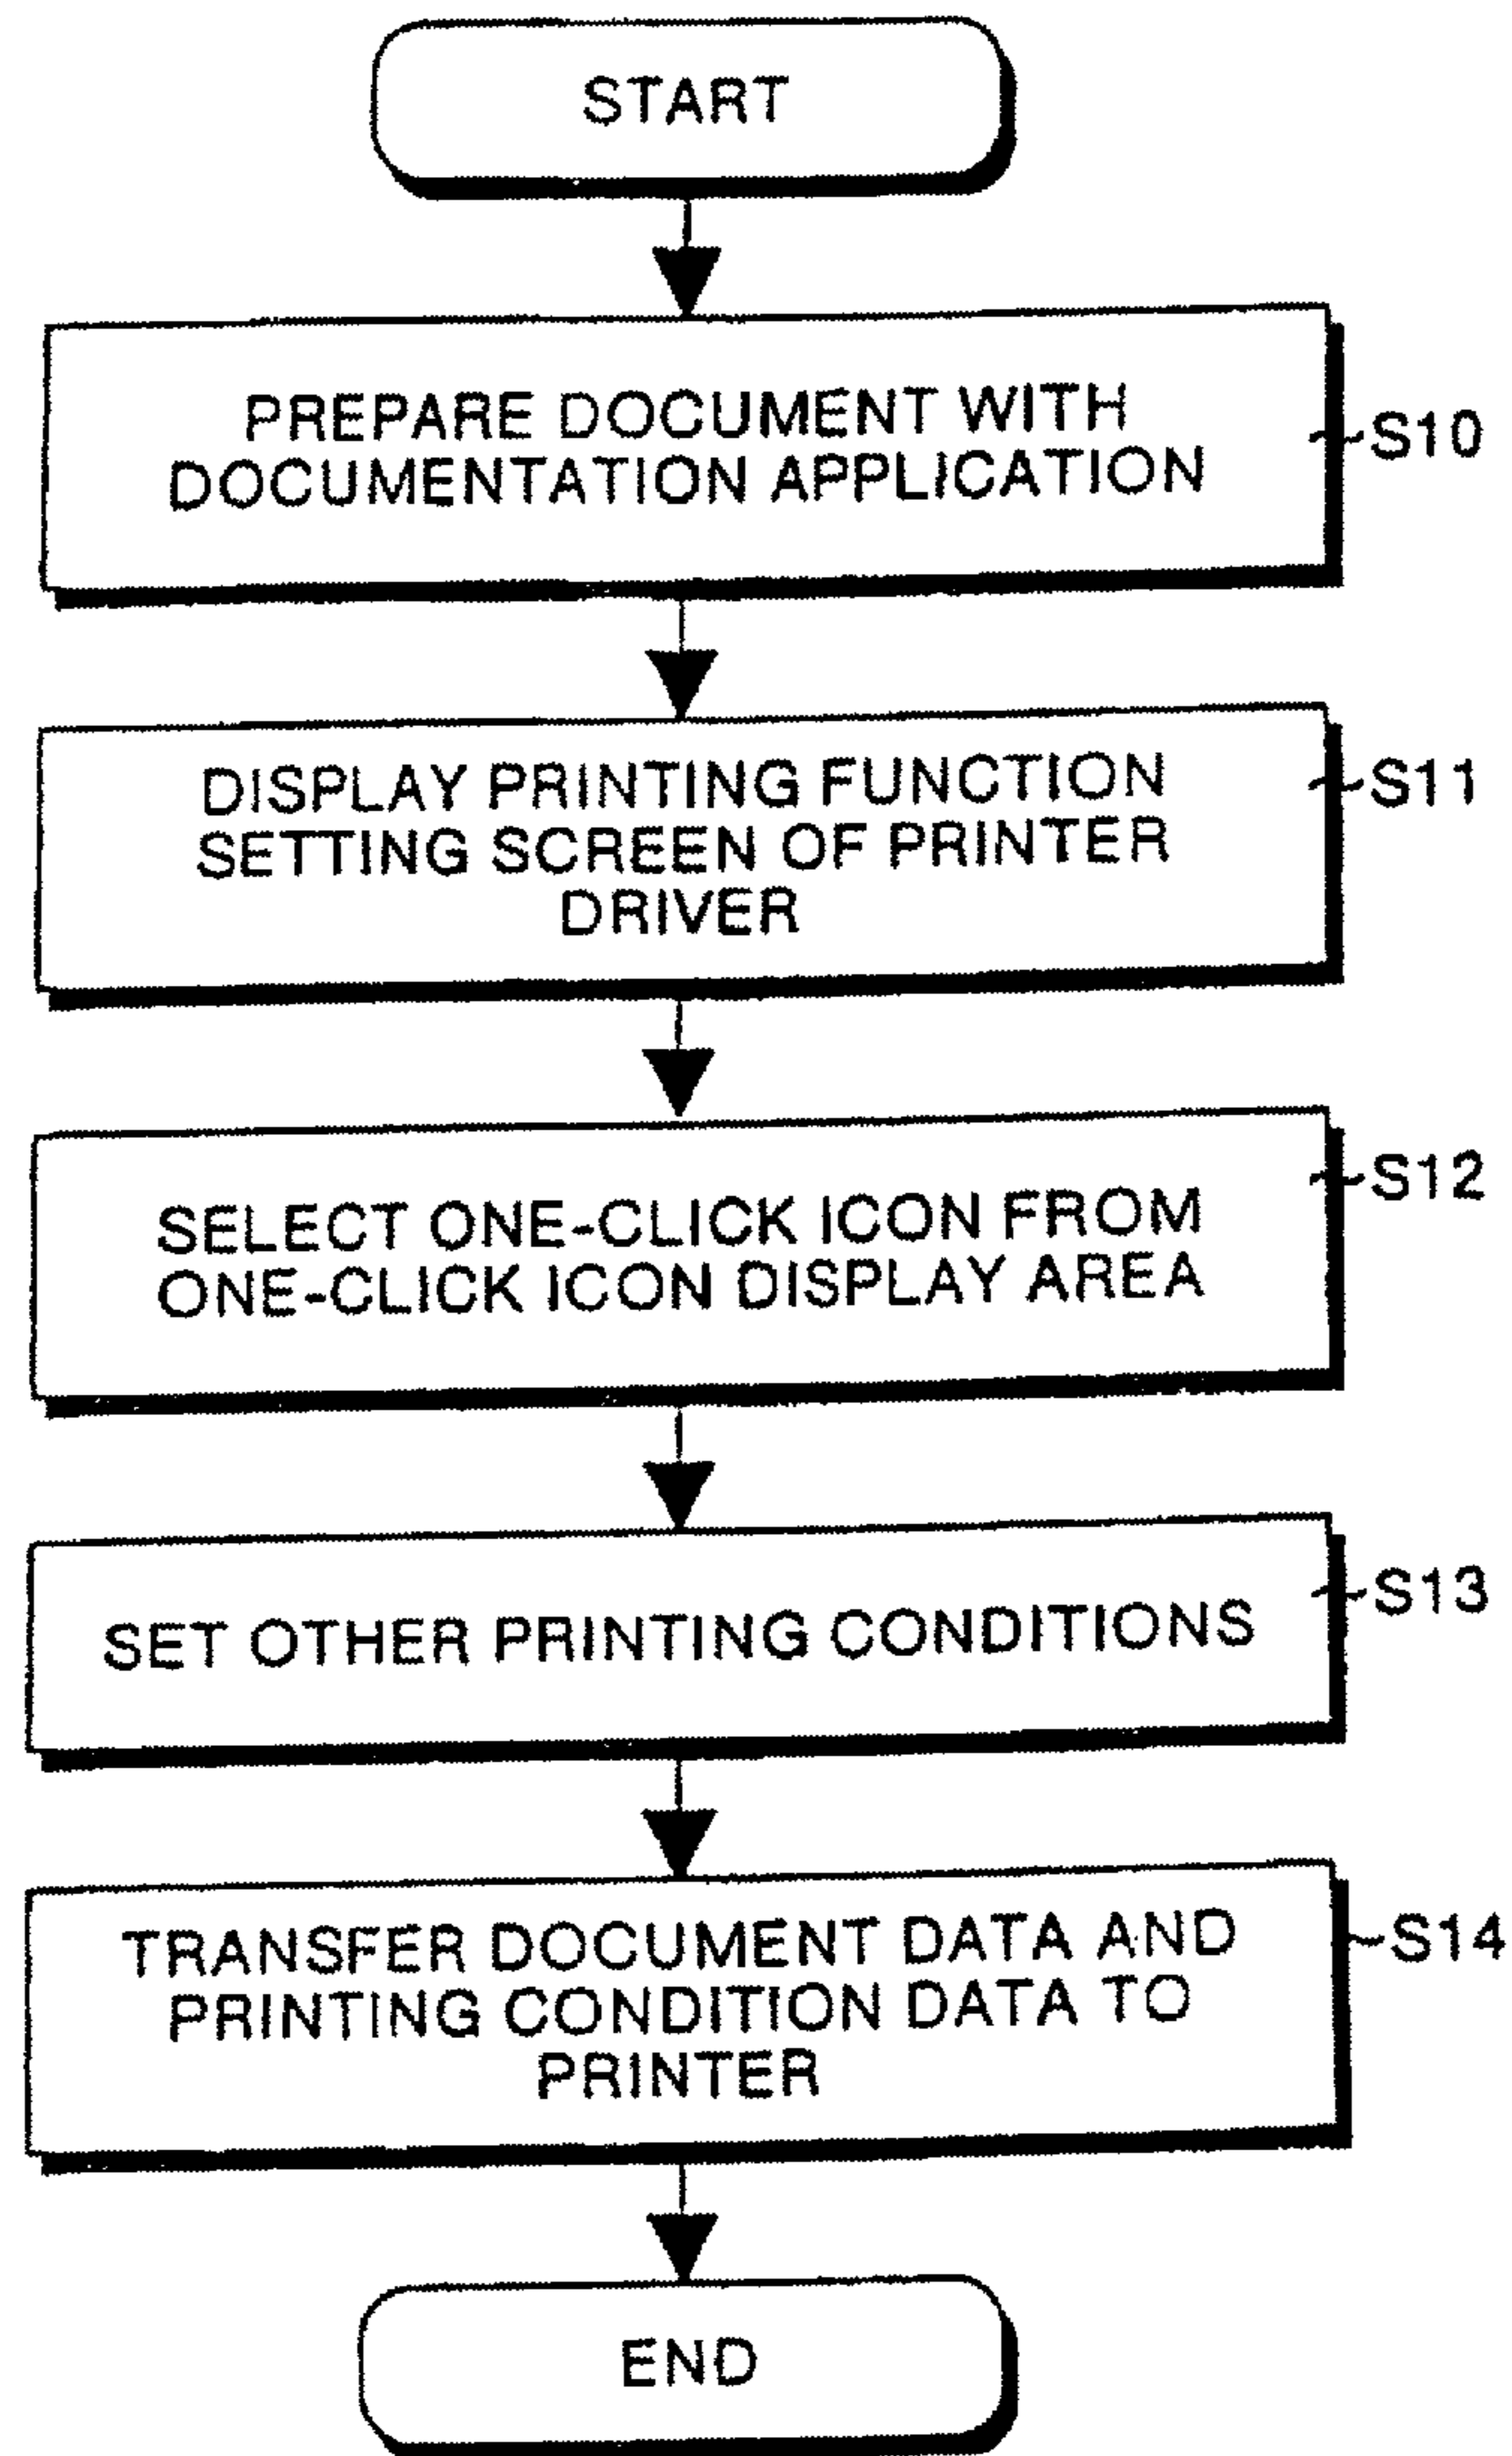 START
PREPARE DOCUMENT WITH
DOCUMENTATION APPLICATION
S10
DISPLAY PRINTING FUNCTION
SETTING SCREEN OF PRINTER
DRIVER
S11
SELECT ONE-CLICK ICON FROM
ONE-CLICK ICON DISPLAY AREA
S12
SET OTHER PRINTING CONDITIONS
S13
TRANSFER DOCUMENT DATA AND
PRINTING CONDITION DATA TO
PRINTER
S14
END